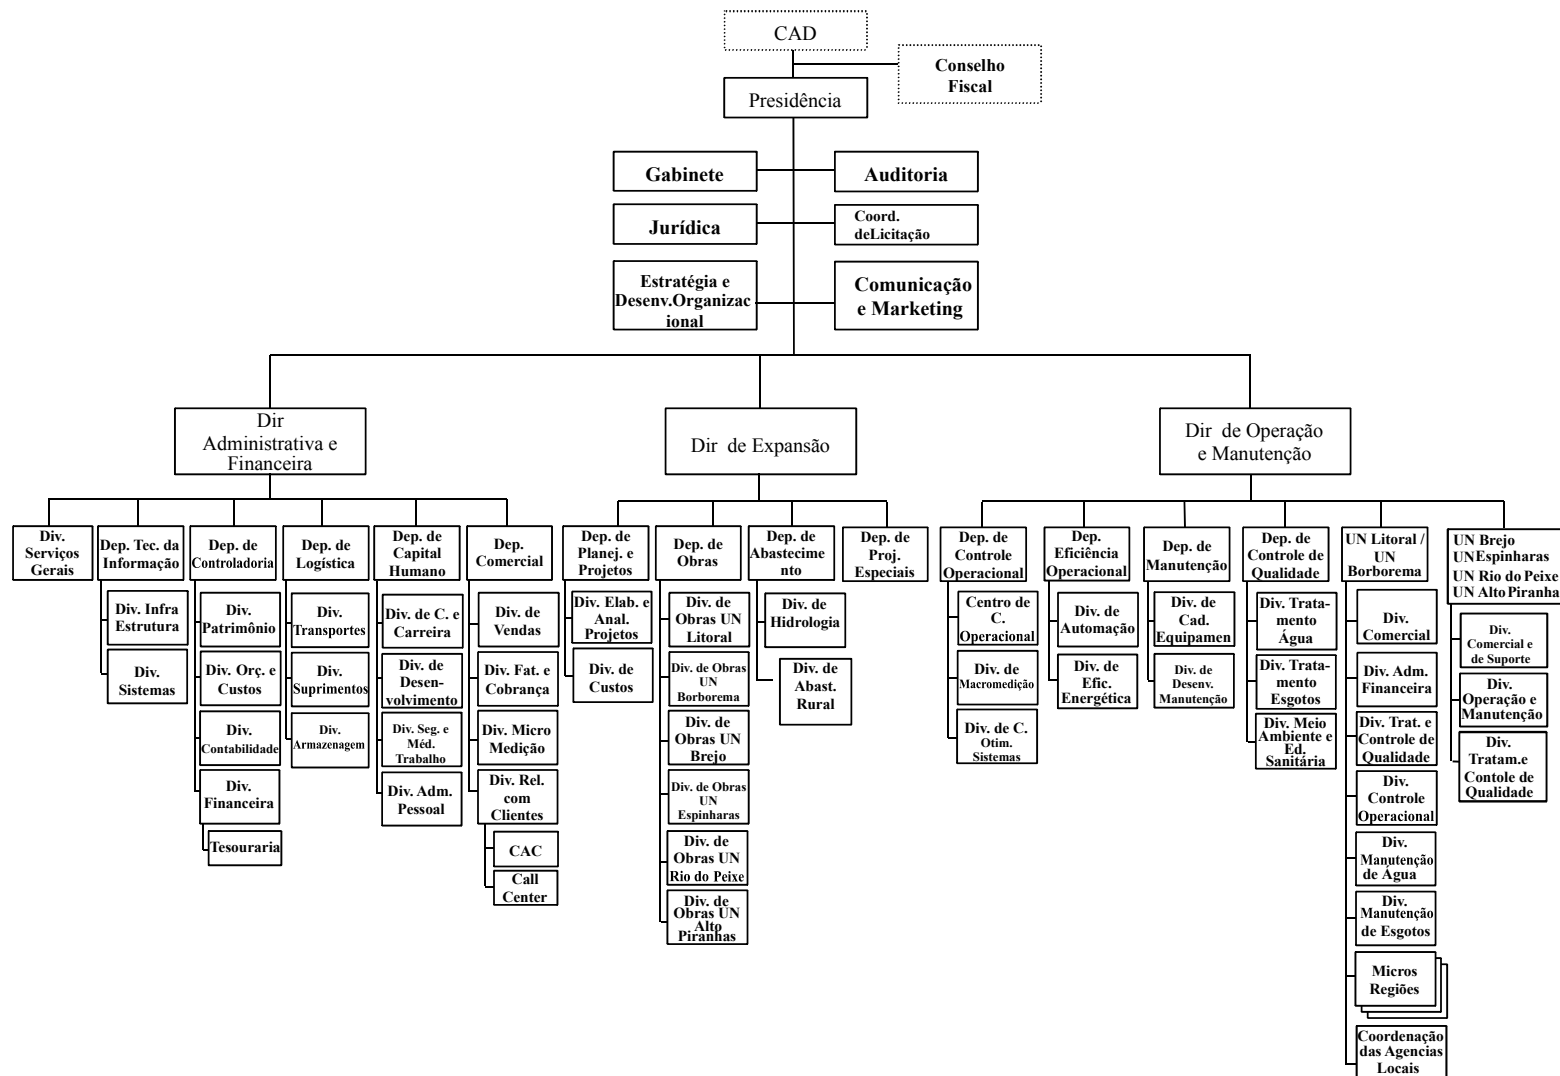 CAD
Conselho
Fiscal
Presidência
Gabinete
Auditoria
Jurídica
Coord.
deLicitação
Estratégia e
Desenv.Organizac
ional
Comunicação
e Marketing
Dir
Administrativa e
Financeira
Dir de Expansão
Dir de Operação
e Manutenção
Div.
Serviços
Gerais
Dep. Tec. da
Informação
Dep. de
Controladoria
Dep. de
Logística
Dep. de
Capital
Humano
Dep.
Comercial
Dep. de
Planej. e
Projetos
Dep. de
Obras
Dep. de
Abastecime
nto
Dep. de
Proj.
Especiais
Dep. de
Controle
Operacional
Dep.
Eficiência
Operacional
Dep. de
Manutenção
Dep. de
Controle de
Qualidade
UN Litoral /
UN
Borborema
UN Brejo
UN Espinharas
UN Rio do Peixe
UN Alto Piranha
Div. Infra
Estrutura
Div.
Sistemas
Div.
Patrimônio
Div. Orç. e
Custos
Div.
Contabilidade
Div.
Financeira
Tesouraria
Div.
Transportes
Div.
Suprimentos
Div.
Armazenagem
Div. de C. e
Carreira
Div. de
Desen-
volvimento
Div. Seg. e
Méd.
Trabalho
Div. Adm.
Pessoal
Div. de
Vendas
Div. Fat. e
Cobrança
Div. Micro
Medição
Div. Rel.
com
Clientes
CAC
Call
Center
Div. Elab. e
Anal.
Projetos
Div. de
Custos
Div. de
Obras UN
Litoral
Div. de Obras
UN
Borborema
Div. de
Obras UN
Brejo
Div. de Obras
UN
Espinharas
Div. de
Obras UN
Rio do Peixe
Div. de
Obras UN
Alto
Piranhas
Div. de
Hidrologia
Div. de
Abast.
Rural
Centro de
C.
Operacional
Div. de
Macromedição
Div. de C.
Otim.
Sistemas
Div. de
Automação
Div. de
Efic.
Energética
Div. de
Cad.
Equipamen
Div. de
Desenv.
Manutenção
Div. Trata-
mento
Água
Div. Trata-
mento
Esgotos
Div. Meio
Ambiente e
Ed.
Sanitária
Div.
Comercial
Div. Adm.
Financeira
Div. Trat. e
Controle de
Qualidade
Div.
Controle
Operacional
Div.
Manutenção
de Água
Div.
Manutenção
de Esgotos
Micros
Regiões
Coordenação
das Agencias
Locais
Div.
Comercial e
de Suporte
Div.
Operação e
Manutenção
Div.
Tratam.e
Contole de
Qualidade